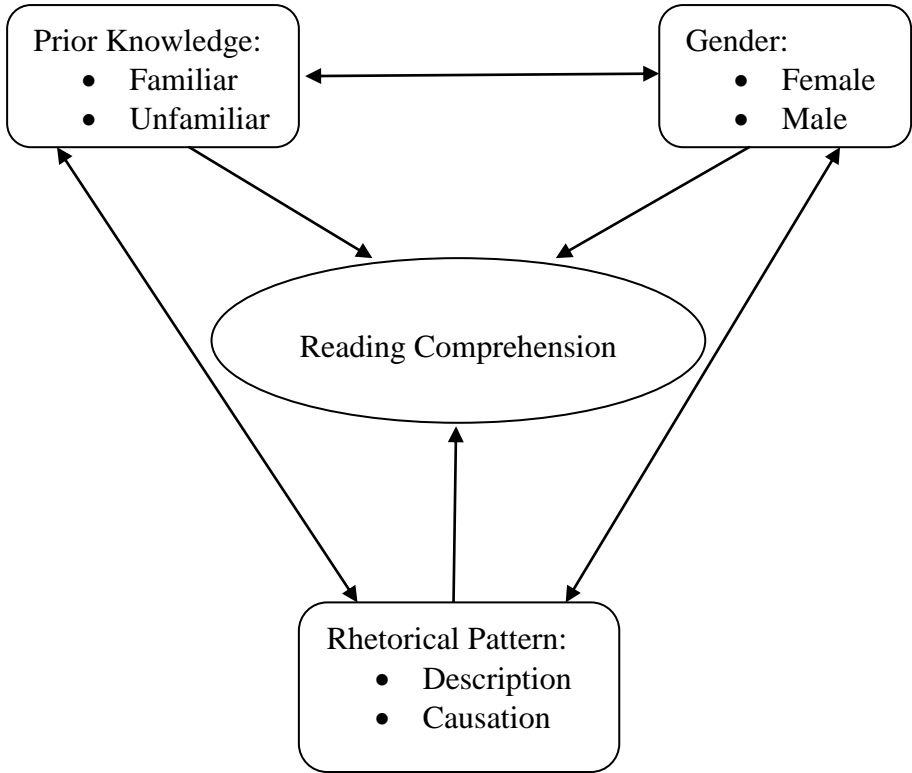 Prior Knowledge:
• Familiar
• Unfamiliar
Gender:
• Female
• Male
Reading Comprehension
Rhetorical Pattern:
• Description
• Causation